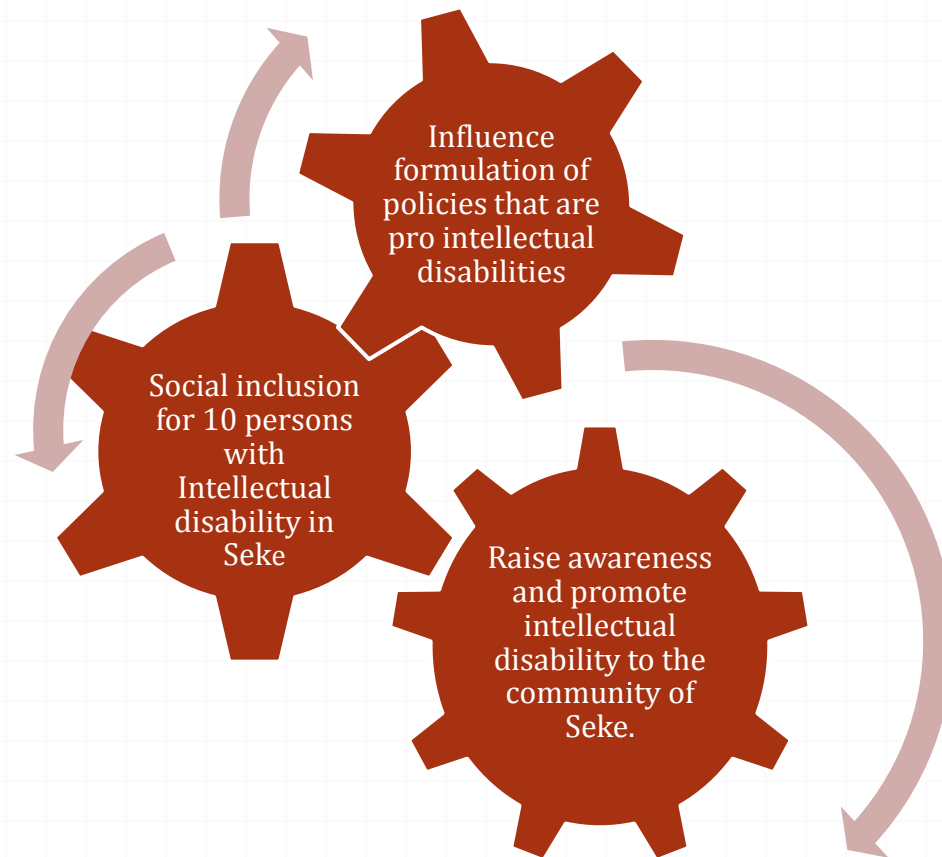 Influence
formulation of
policies that are
pro intellectual
disabilities
Social inclusion
for 10 persons
with
Intellectual
disability in
Seke
Raise awareness
and promote
intellectual
disability to the
community of
Seke.